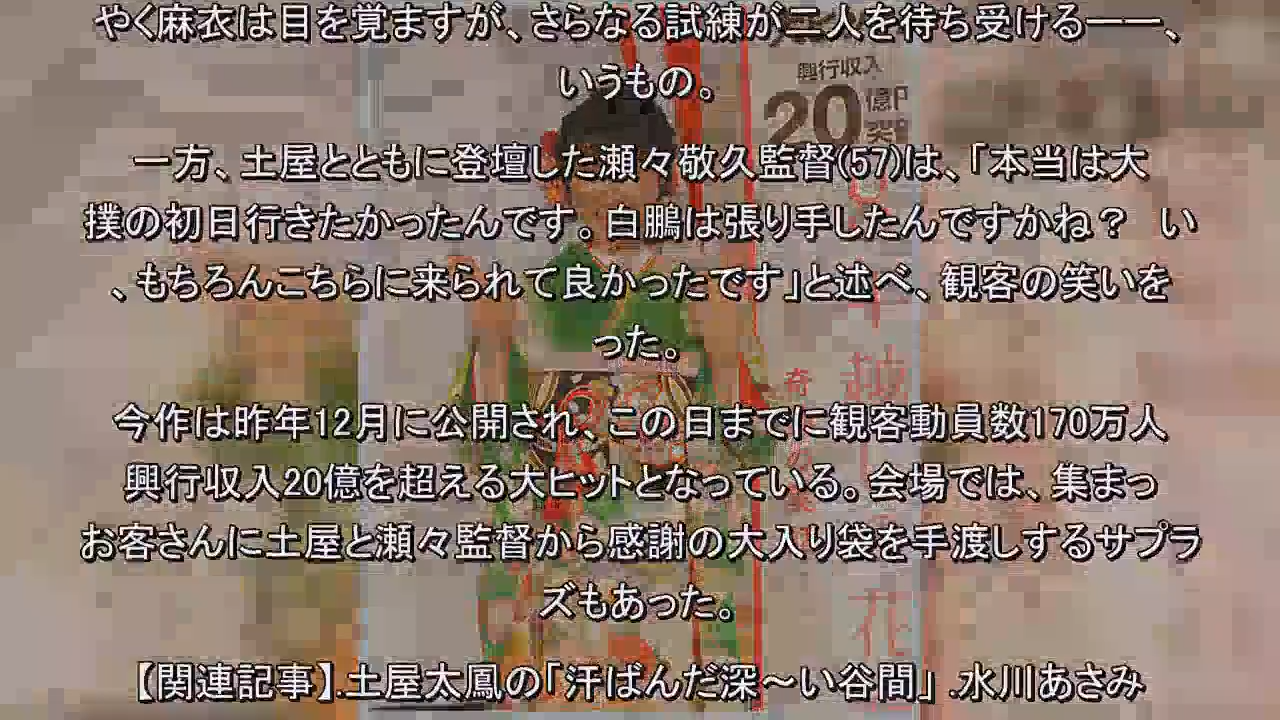 やく麻衣は目を覚ますが、さらなる試練が二人を待ち受ける――、
いうもの。
一方、土屋とともに登壇した瀬々敬久監督(57)は、「本当は大
撲の初日行きたかったんです。白鵬は張り手したんですかね？　い
、もちろんこちらに来られて良かったです」と述べ、観客の笑いを
った。
今作は昨年12月に公開され、この日までに観客動員数170万人
興行収入20億を超える大ヒットとなっている。会場では、集まっ
お客さんに土屋と瀬々監督から感謝の大入り袋を手渡しするサプラ
ズもあった。
【関連記事】.土屋太鳳の「汗ばんだ深～い谷間」 .水川あさみ
興行収入
20億円
突
奇
花